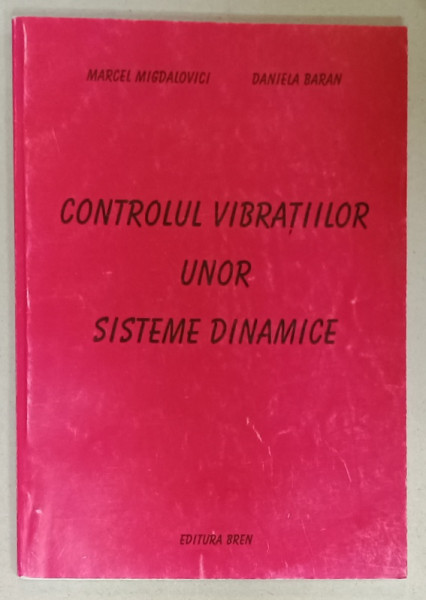 MARCEL MIGDALOVICI DANIELA BARAN
CONTROLUL VIBRAȚIILOR
UNOR
SISTEME DINAMICE
EDITURA BREN